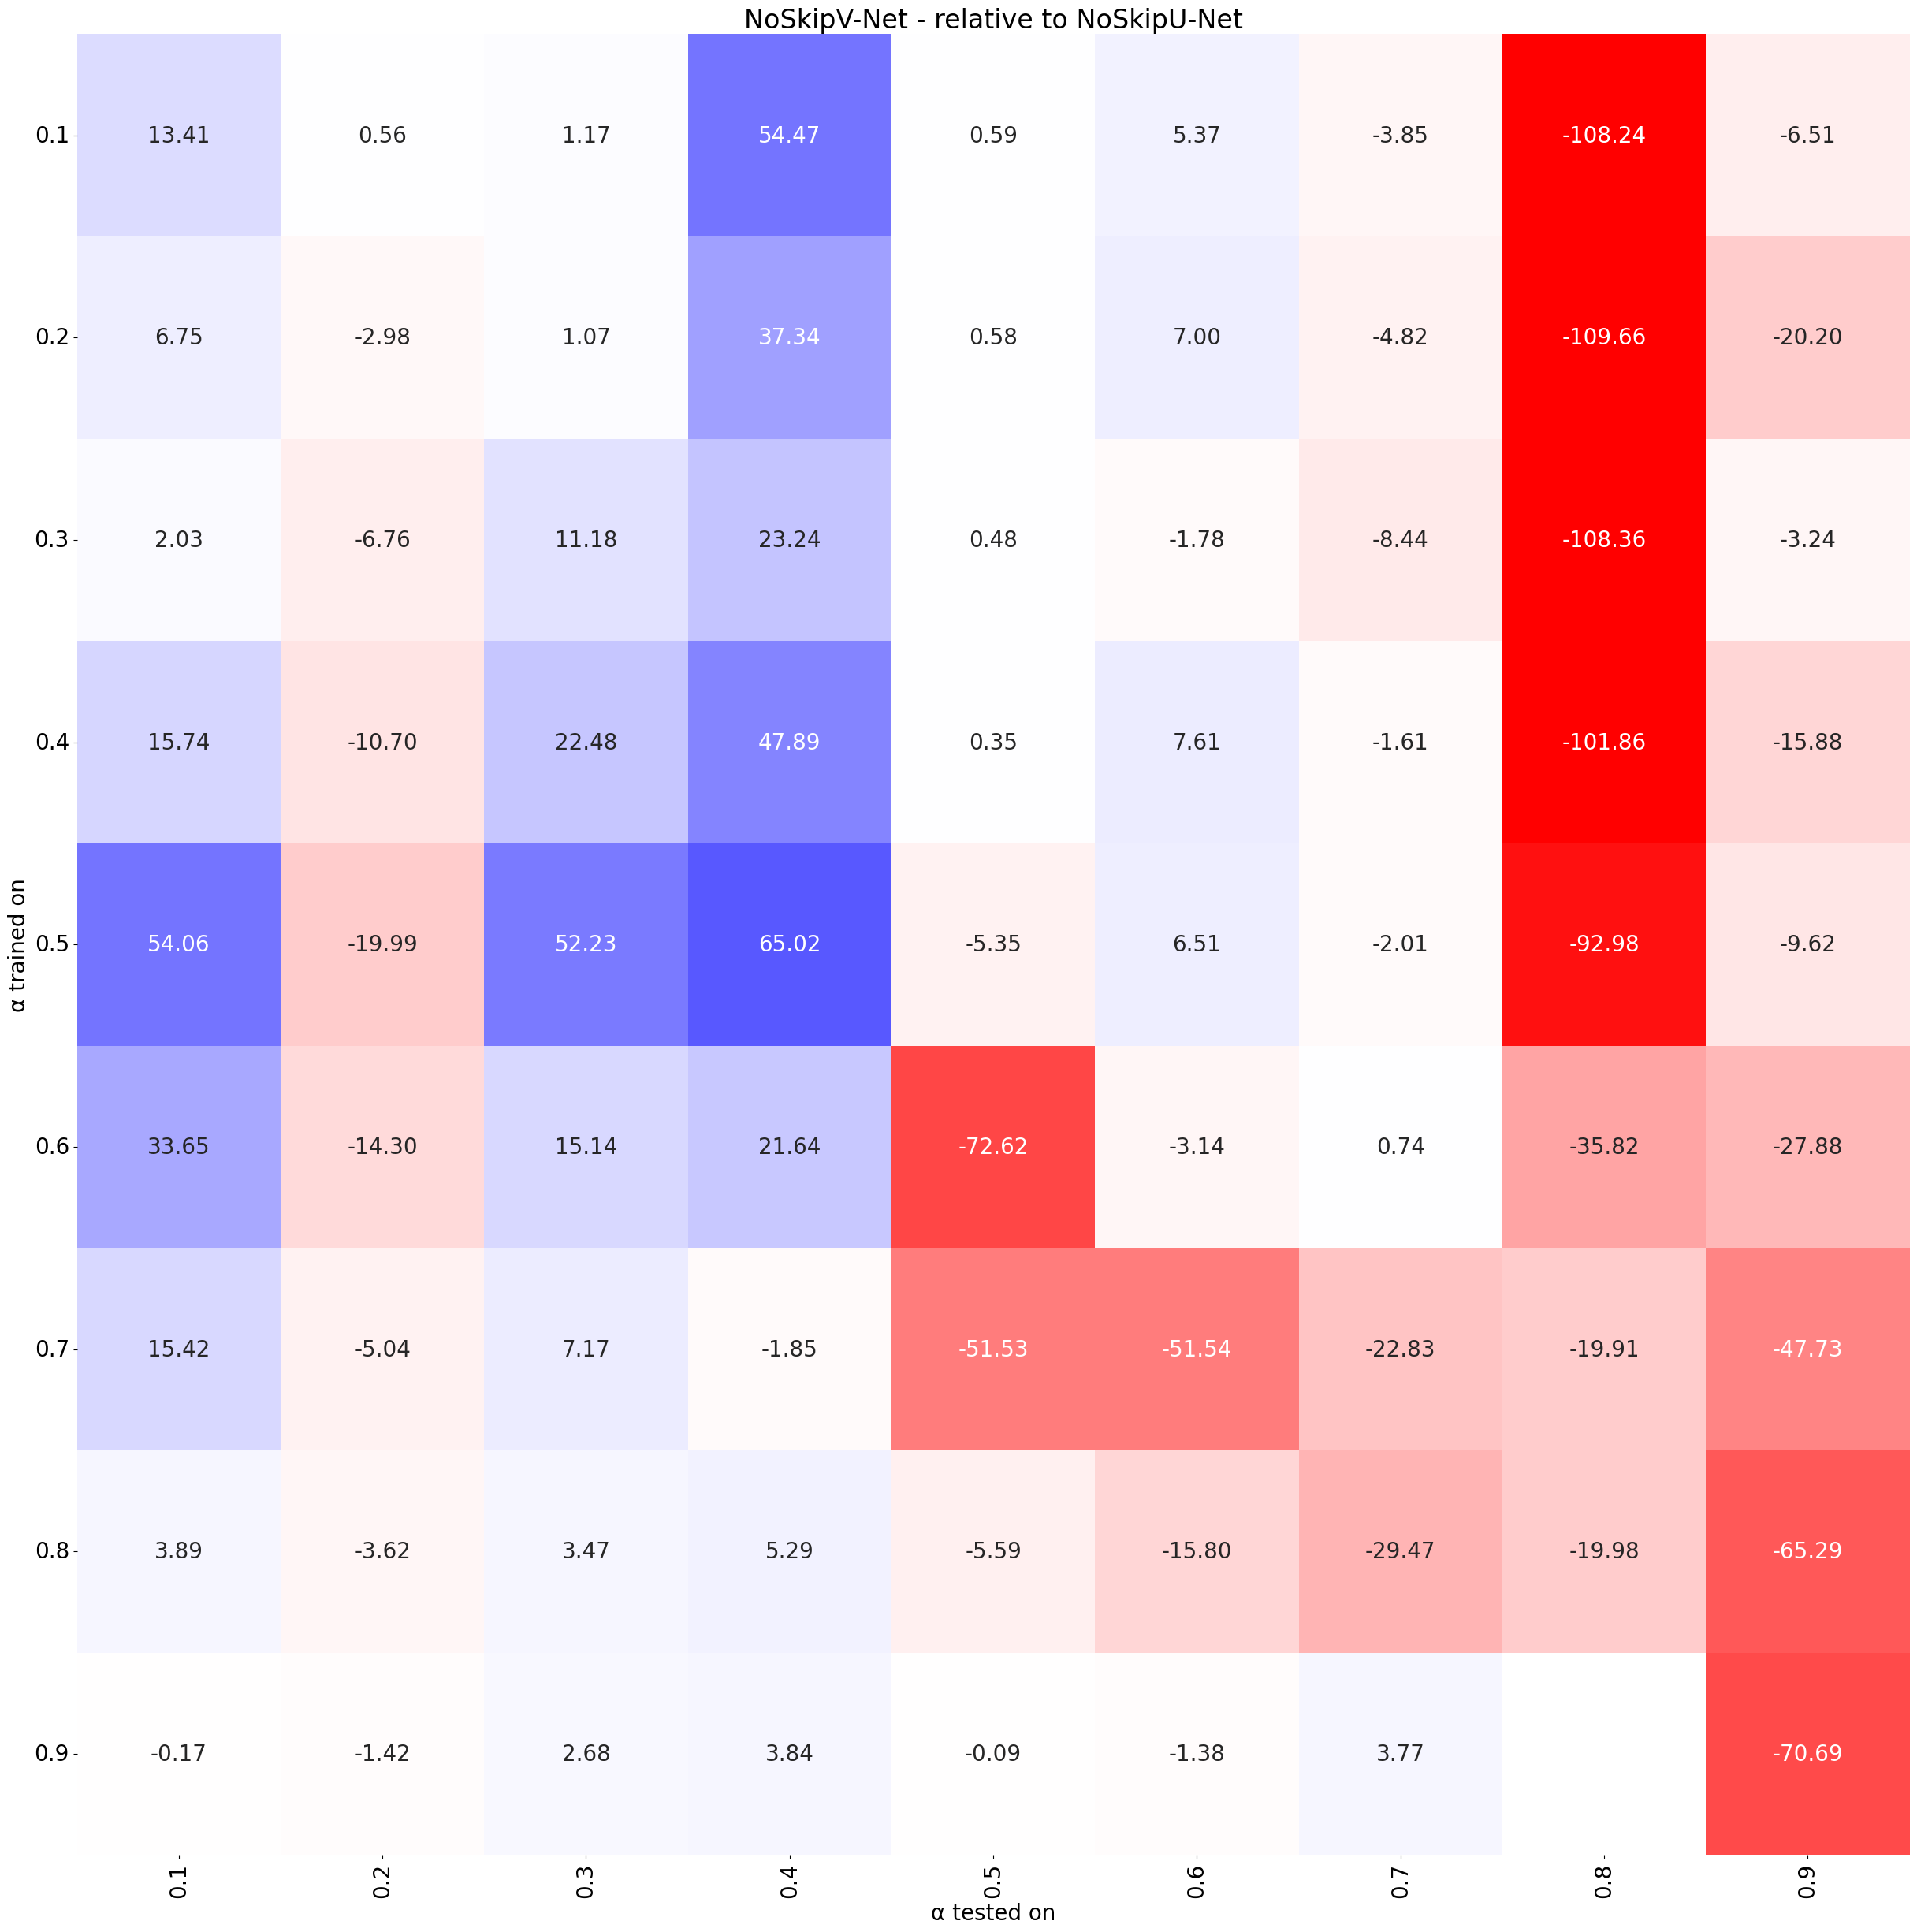 NoSkipV-Net - relative to NoSkipU-Net
0.1 13.41 0.56 1.17 54.47 0.59 5.37 -3.85 -108.24 -6.51
0.2 6.75 -2.98 1.07 37.34 0.58 7.00 -4.82 -109.66 -20.20
0.3 2.03 -6.76 11.18 23.24 0.48 -1.78 -8.44 -108.36 -3.24
0.4 15.74 -10.70 22.48 47.89 0.35 7.61 -1.61 -101.86 -15.88
0.5 54.06 -19.99 52.23 65.02 -5.35 6.51 -2.01 -92.98 -9.62
0.6 33.65 -14.30 15.14 21.64 -72.62 -3.14 0.74 -35.82 -27.88
0.7 15.42 -5.04 7.17 -1.85 -51.53 -51.54 -22.83 -19.91 -47.73
0.8 3.89 -3.62 3.47 5.29 -5.59 -15.80 -29.47 -19.98 -65.29
0.9 -0.17 -1.42 2.68 3.84 -0.09 -1.38 3.77 -70.69
α trained on
0.1 0.2 0.3 0.4 0.5 0.6 0.7 0.8 0.9
α tested on